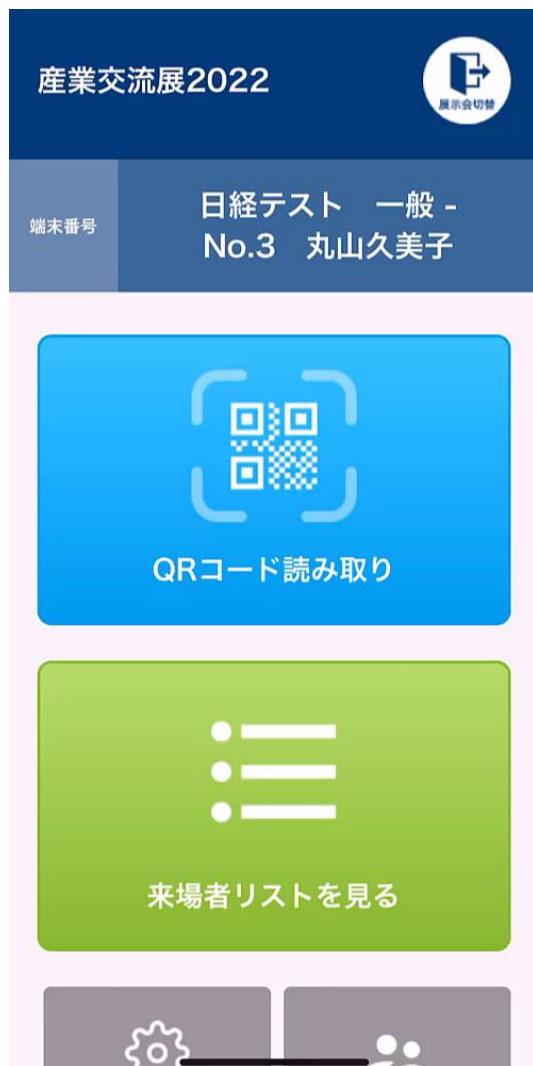 産業交流展2022
展示会切替
端末番号
日経テスト　一般 -
No.3　丸山久美子
QRコード読み取り
来場者リストを見る